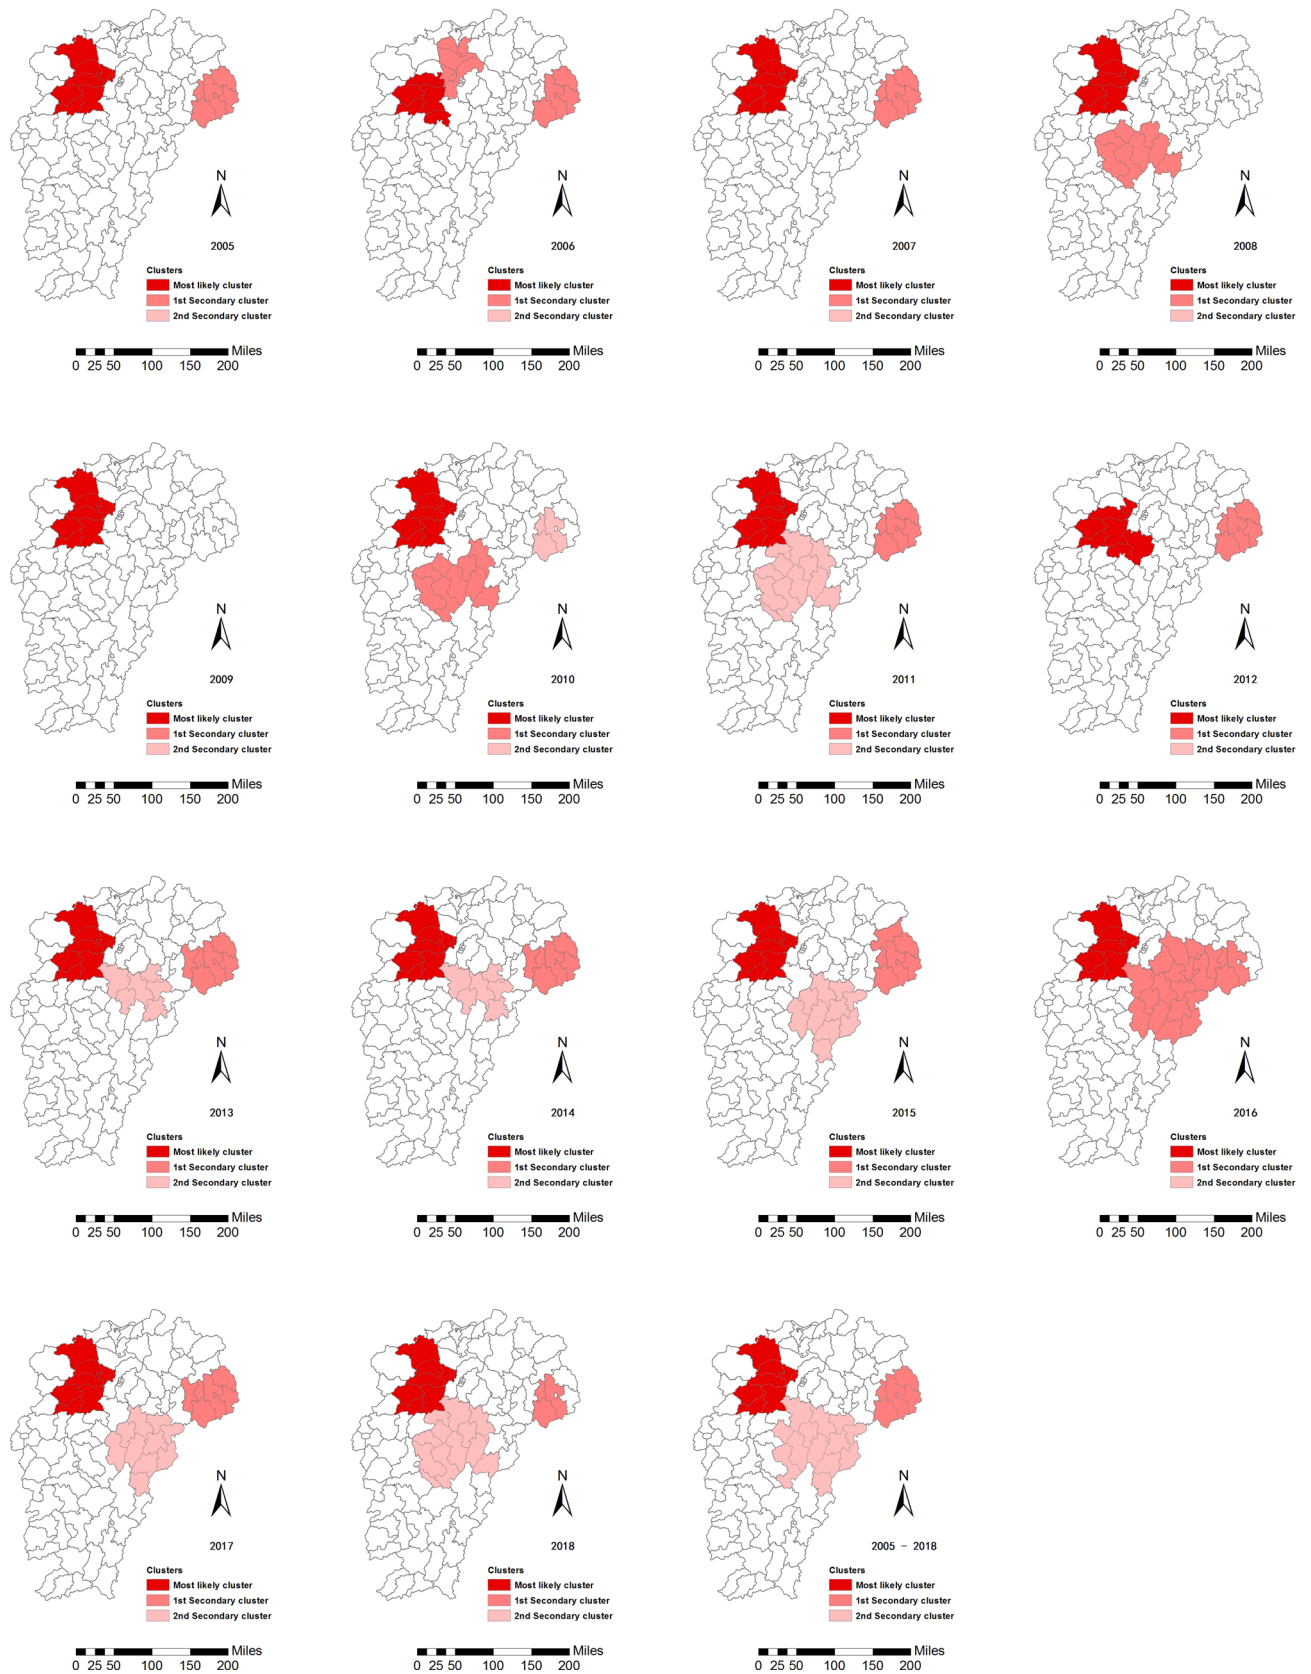 N
2005
Clusters
Most likely cluster
1st Secondary cluster
2nd Secondary cluster
Miles
0 25 50 100 150 200
N
2006
Clusters
Most likely cluster
1st Secondary cluster
2nd Secondary cluster
Miles
0 25 50 100 150 200
N
2007
Clusters
Most likely cluster
1st Secondary cluster
2nd Secondary cluster
Miles
0 25 50 100 150 200
N
2008
Clusters
Most likely cluster
1st Secondary cluster
2nd Secondary cluster
Miles
0 25 50 100 150 200
N
2009
Clusters
Most likely cluster
1st Secondary cluster
2nd Secondary cluster
Miles
0 25 50 100 150 200
N
2010
Clusters
Most likely cluster
1st Secondary cluster
2nd Secondary cluster
Miles
0 25 50 100 150 200
N
2011
Clusters
Most likely cluster
1st Secondary cluster
2nd Secondary cluster
Miles
0 25 50 100 150 200
N
2012
Clusters
Most likely cluster
1st Secondary cluster
2nd Secondary cluster
Miles
0 25 50 100 150 200
N
2013
Clusters
Most likely cluster
1st Secondary cluster
2nd Secondary cluster
Miles
0 25 50 100 150 200
N
2014
Clusters
Most likely cluster
1st Secondary cluster
2nd Secondary cluster
Miles
0 25 50 100 150 200
N
2015
Clusters
Most likely cluster
1st Secondary cluster
2nd Secondary cluster
Miles
0 25 50 100 150 200
N
2016
Clusters
Most likely cluster
1st Secondary cluster
2nd Secondary cluster
Miles
0 25 50 100 150 200
N
2017
Clusters
Most likely cluster
1st Secondary cluster
2nd Secondary cluster
Miles
0 25 50 100 150 200
N
2018
Clusters
Most likely cluster
1st Secondary cluster
2nd Secondary cluster
Miles
0 25 50 100 150 200
N
2005 - 2018
Clusters
Most likely cluster
1st Secondary cluster
2nd Secondary cluster
Miles
0 25 50 100 150 200